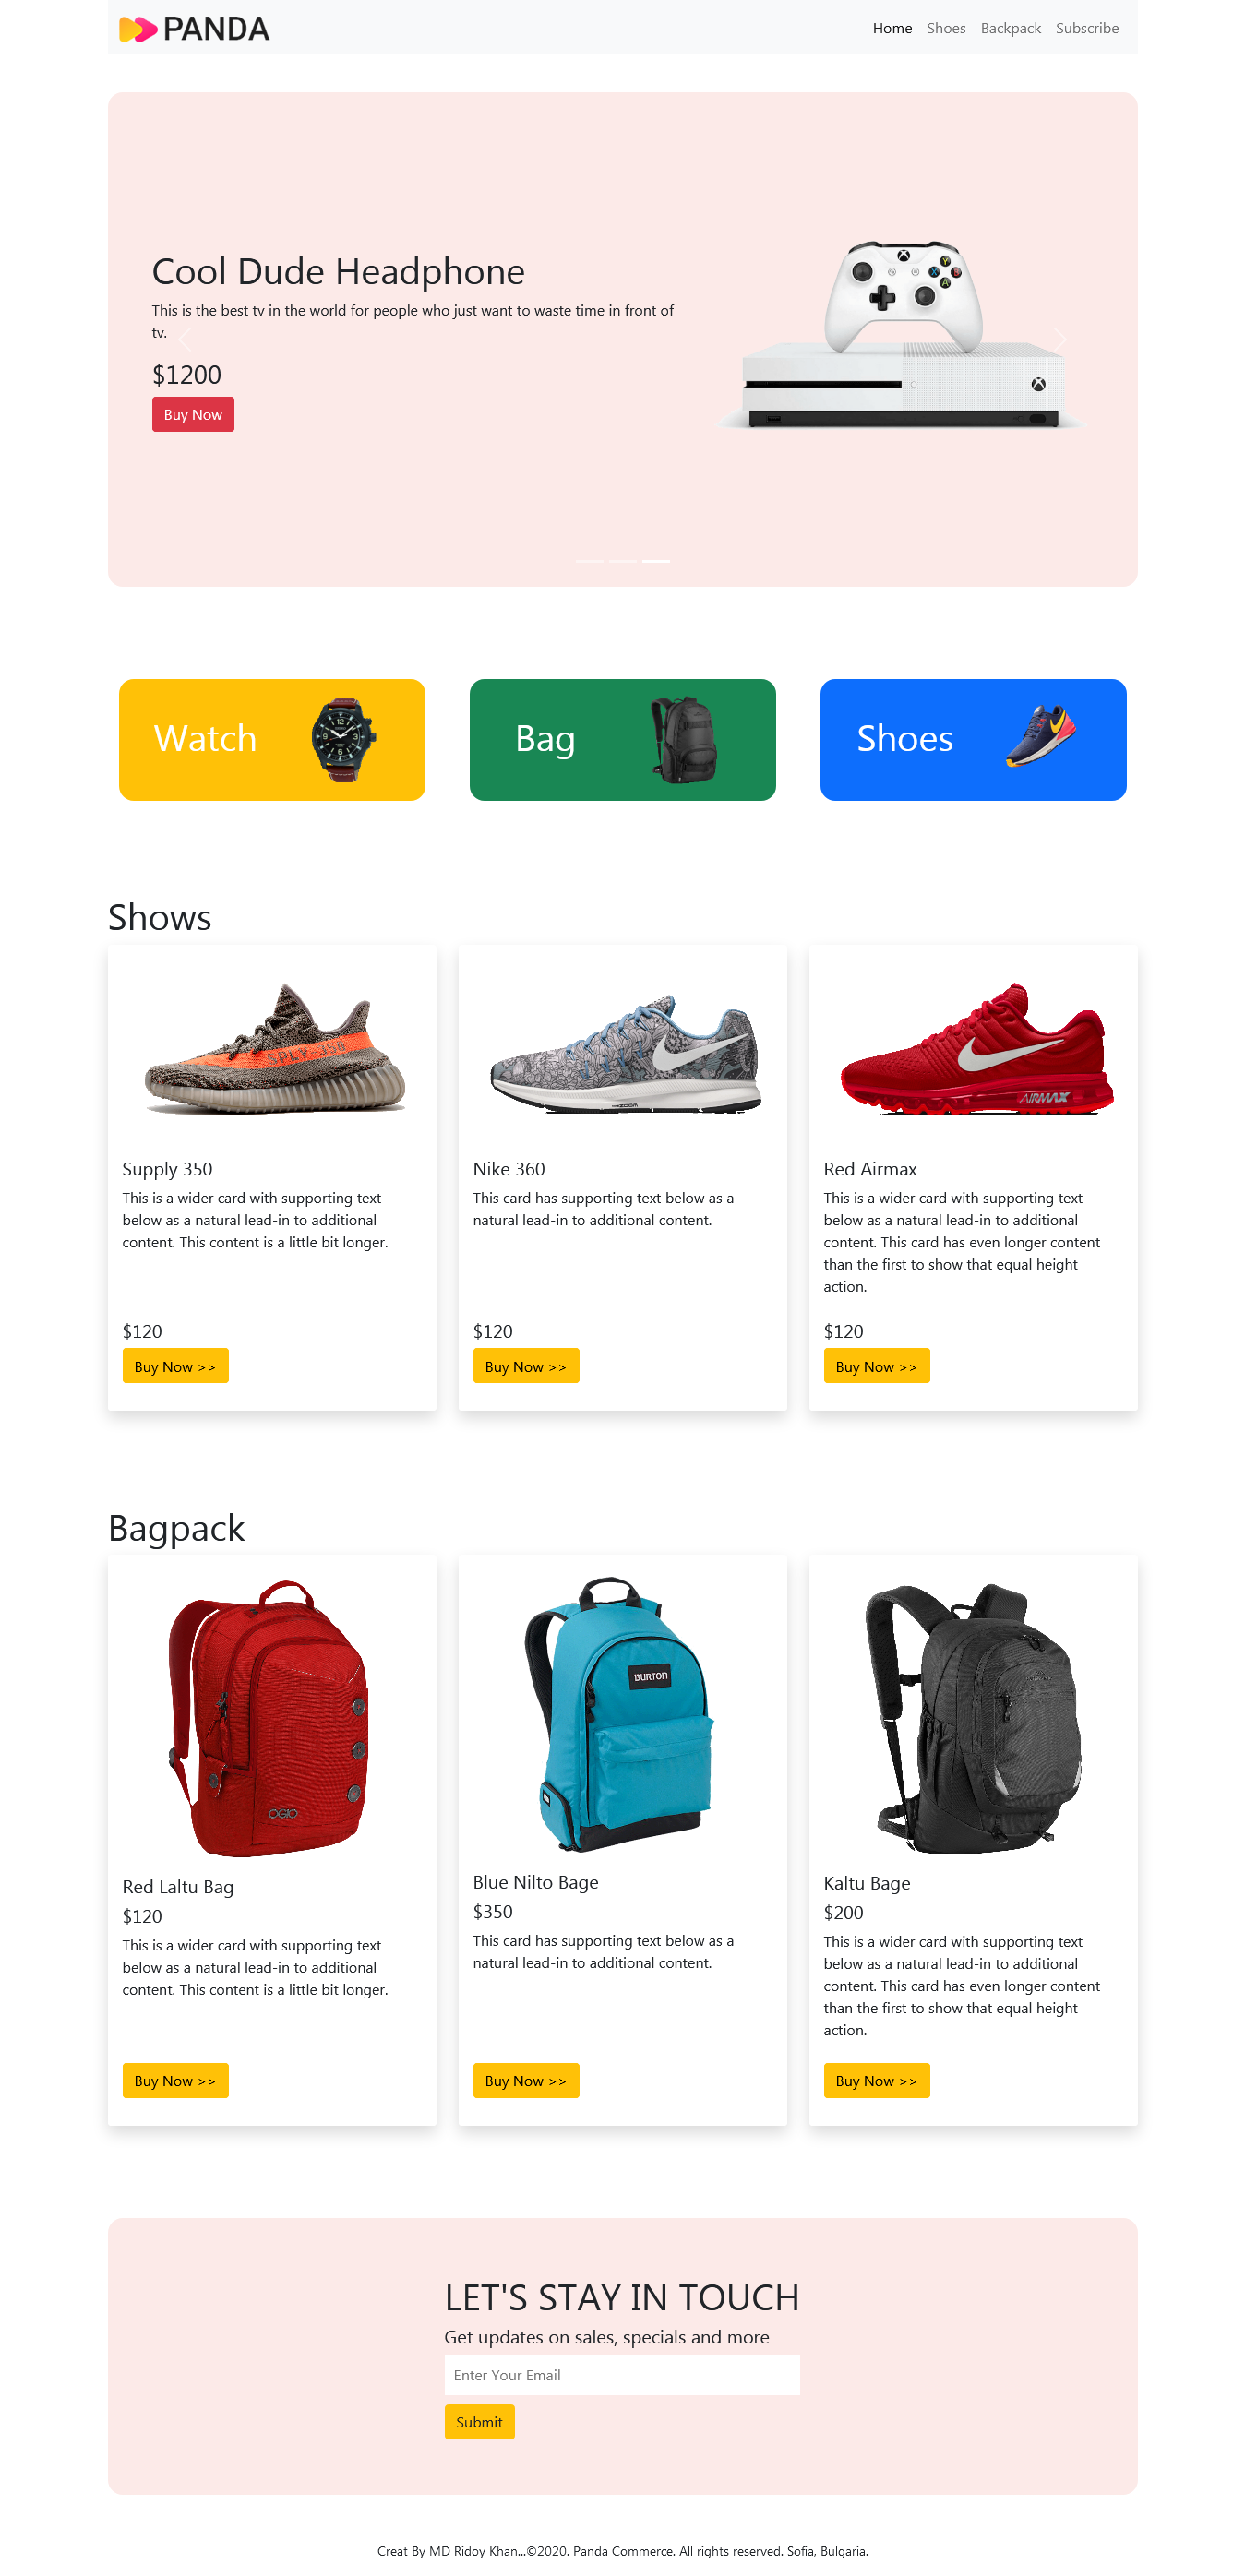 PANDA
Home Shoes Backpack Subscribe
Cool Dude Headphone
This is the best tv in the world for people who just want to waste time in front of
tv.
$1200
Buy Now
Y
X B
A
Watch
Bag
Shoes
Shows
SPLY-350
ZOOM
AIRMAX
Supply 350
This is a wider card with supporting text
below as a natural lead-in to additional
content. This content is a little bit longer.
$120
Buy Now >>
Nike 360
This card has supporting text below as a
natural lead-in to additional content.
$120
Buy Now >>
Red Airmax
This is a wider card with supporting text
below as a natural lead-in to additional
content. This card has even longer content
than the first to show that equal height
action.
$120
Buy Now >>
Bagpack
OGIO
BURTON
Red Laltu Bag
$120
This is a wider card with supporting text
below as a natural lead-in to additional
content. This content is a little bit longer.
Buy Now >>
Blue Nilto Bage
$350
This card has supporting text below as a
natural lead-in to additional content.
Buy Now >>
Kaltu Bage
$200
This is a wider card with supporting text
below as a natural lead-in to additional
content. This card has even longer content
than the first to show that equal height
action.
Buy Now >>
LET'S STAY IN TOUCH
Get updates on sales, specials and more
Enter Your Email
Submit
Creat By MD Ridoy Khan...©2020. Panda Commerce. All rights reserved. Sofia, Bulgaria.